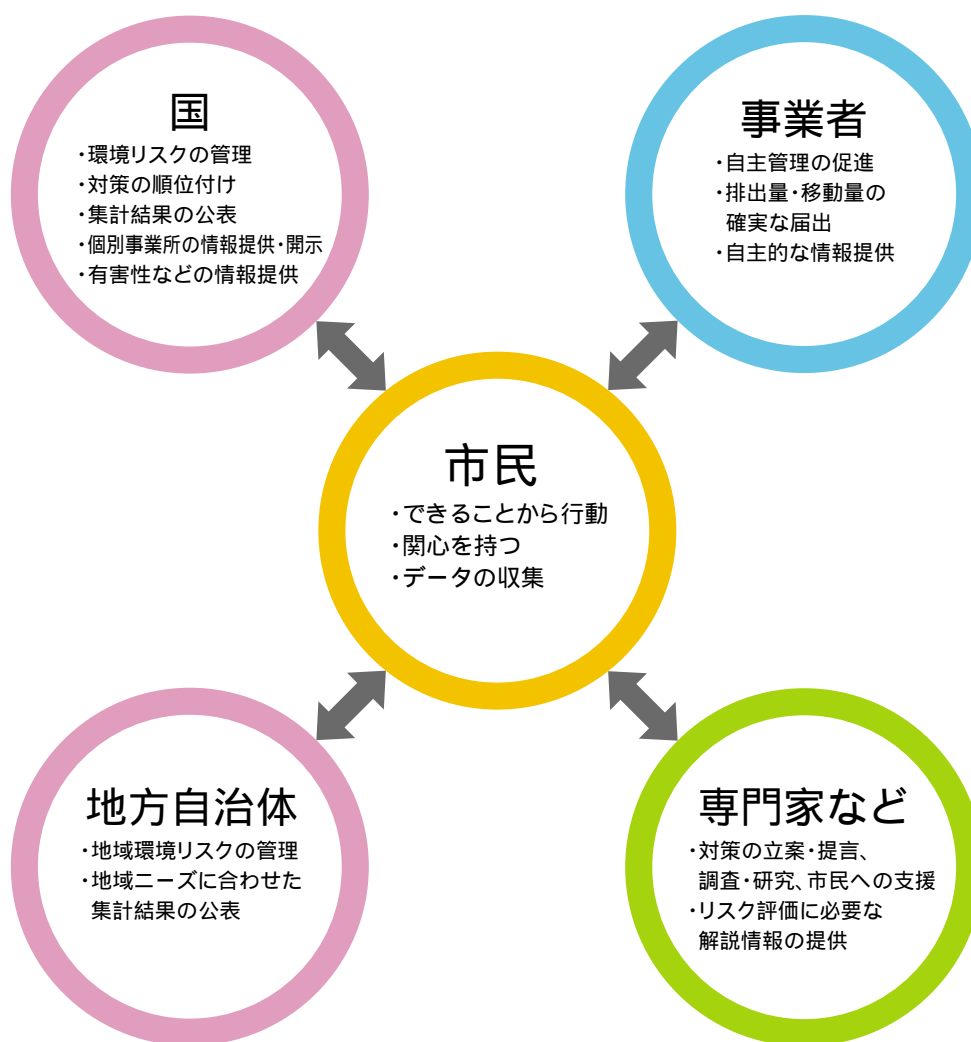 国
・環境リスクの管理
・対策の順位付け
・集計結果の公表
・個別事業所の情報提供・開示
・有害性などの情報提供
事業者
・自主管理の促進
・排出量・移動量の
確実な届出
・自主的な情報提供
市民
・できることから行動
・関心を持つ
・データの収集
地方自治体
・地域環境リスクの管理
・地域ニーズに合わせた
集計結果の公表
専門家など
・対策の立案・提言、
調査・研究、市民への支援
・リスク評価に必要な
解説情報の提供